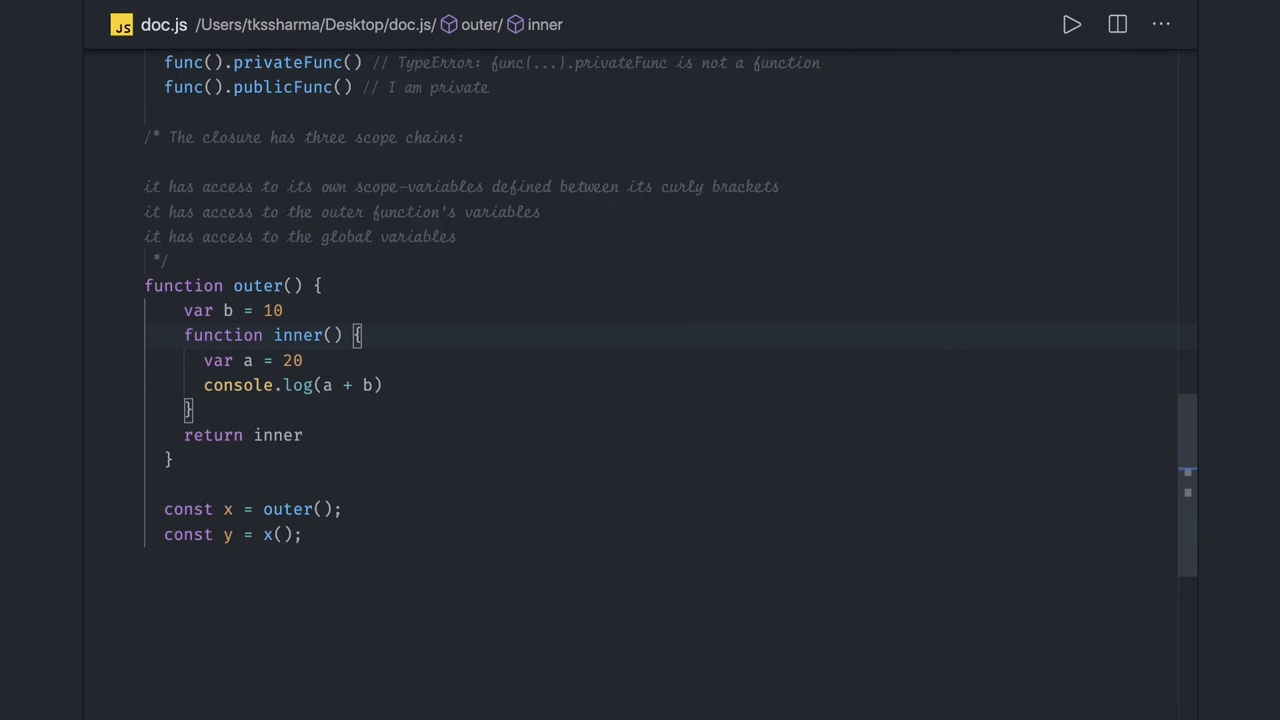 JS doc.js /Users/tkssharma/Desktop/doc.js/ outer/ inner
func().privateFunc() // TypeError: func(...).privateFunc is not a function
func().publicFunc() // I am private
/* The closure has three scope chains:
it has access to its own scope-variables defined between its curly brackets
it has access to the outer function's variables
it has access to the global variables
*/
function outer() {
var b = 10
function inner() {
var a = 20
console.log(a + b)
}
return inner
}
const x = outer();
const y = x();